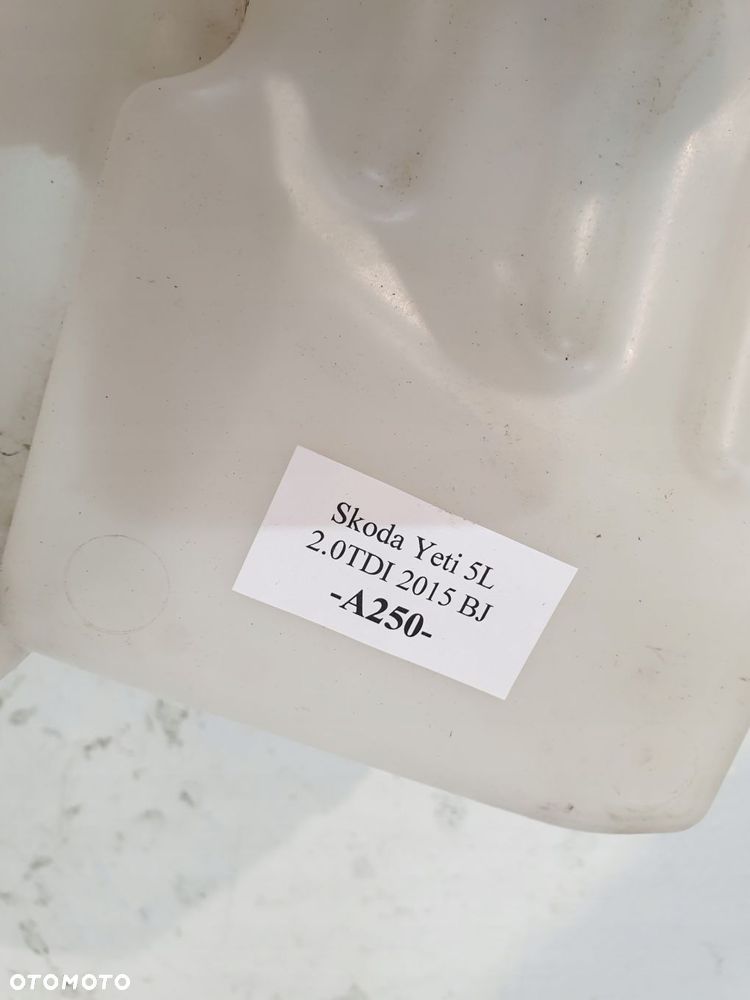 Skoda Yeti 5L
2.0TDI 2015 BJ
-A250-
OTOMOTO